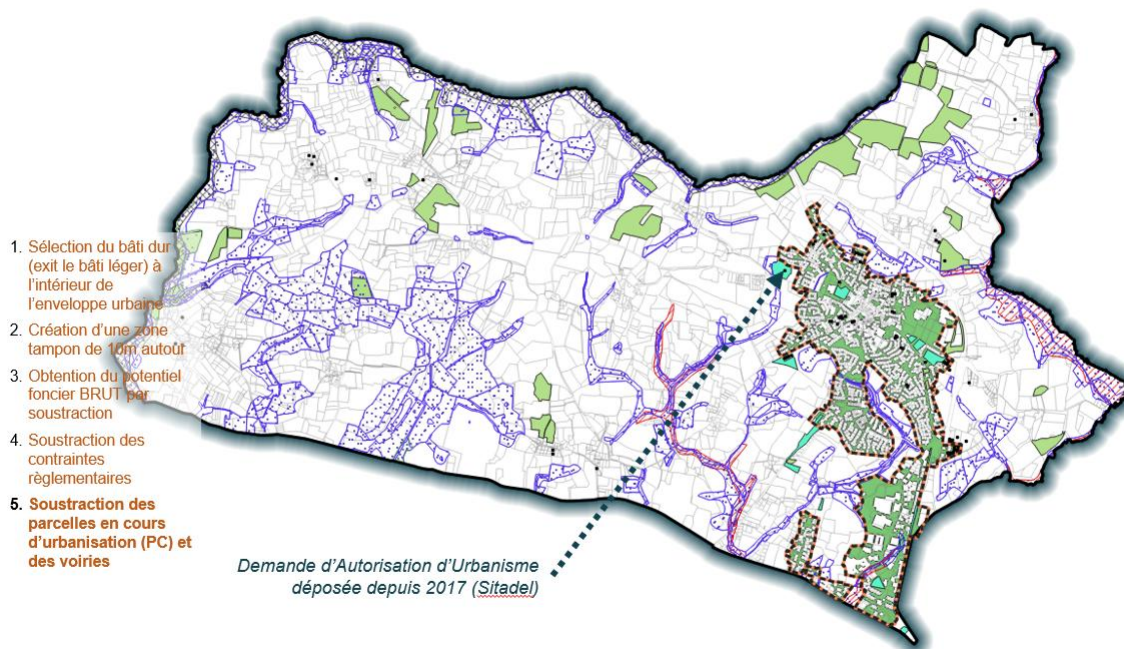 1. Sélection du bâti dur
(exit le bâti léger) à
l'intérieur de
l'enveloppe urbaine
2. Création d'une zone
tampon de 10m autour
3. Obtention du potentiel
foncier BRUT par
soustraction
4. Soustraction des
contraintes
règlementaires
5. Soustraction des
parcelles en cours
d'urbanisation (PC) et
des voiries
Demande d'Autorisation d'Urbanisme
déposée depuis 2017 (Sitadel)